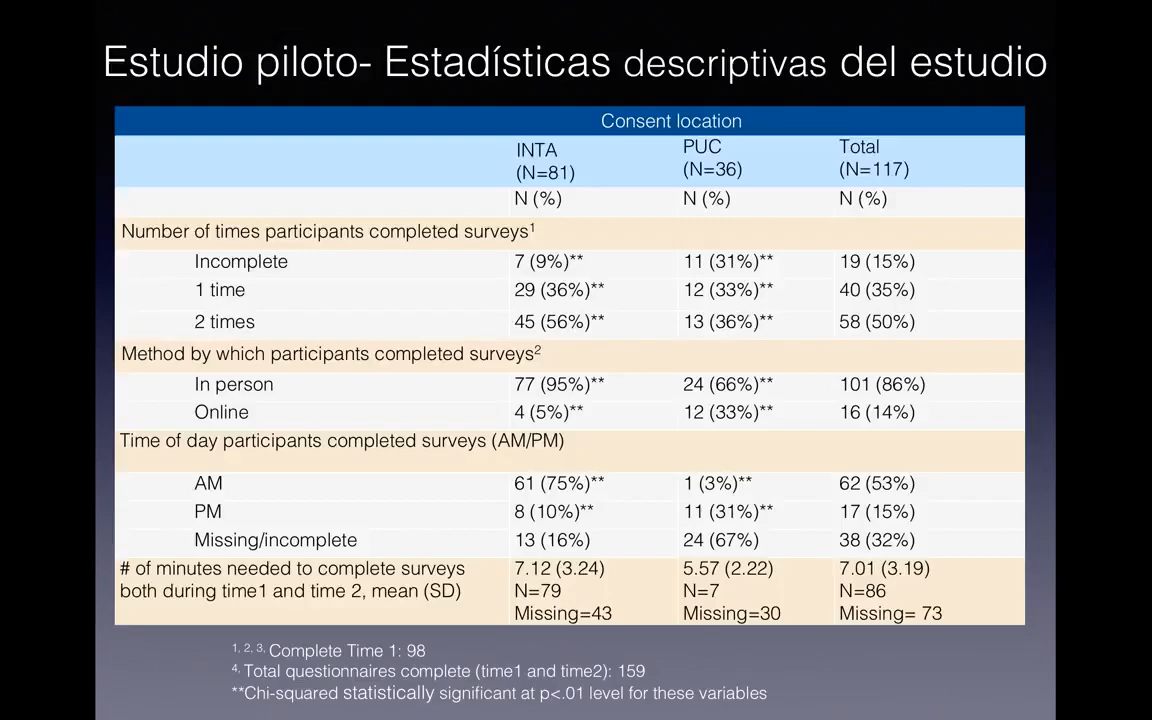 Estudio piloto- Estadísticas descriptivas del estudio
Consent location
INTA (N=81) PUC (N=36) Total (N=117)
N (%) N (%) N (%)
Number of times participants completed surveys1
Incomplete 7 (9%)** 11 (31%)** 19 (15%)
1 time 29 (36%)** 12 (33%)** 40 (35%)
2 times 45 (56%)** 13 (36%)** 58 (50%)
Method by which participants completed surveys2
In person 77 (95%)** 24 (66%)** 101 (86%)
Online 4 (5%)** 12 (33%)** 16 (14%)
Time of day participants completed surveys (AM/PM)
AM 61 (75%)** 1 (3%)** 62 (53%)
PM 8 (10%)** 11 (31%)** 17 (15%)
Missing/incomplete 13 (16%) 24 (67%) 38 (32%)
# of minutes needed to complete surveys 7.12 (3.24) 5.57 (2.22) 7.01 (3.19)
both during time1 and time 2, mean (SD) N=79 N=7 N=86
Missing=43 Missing=30 Missing= 73
1, 2, 3, Complete Time 1: 98
4, Total questionnaires complete (time1 and time2): 159
**Chi-squared statistically significant at p<.01 level for these variables